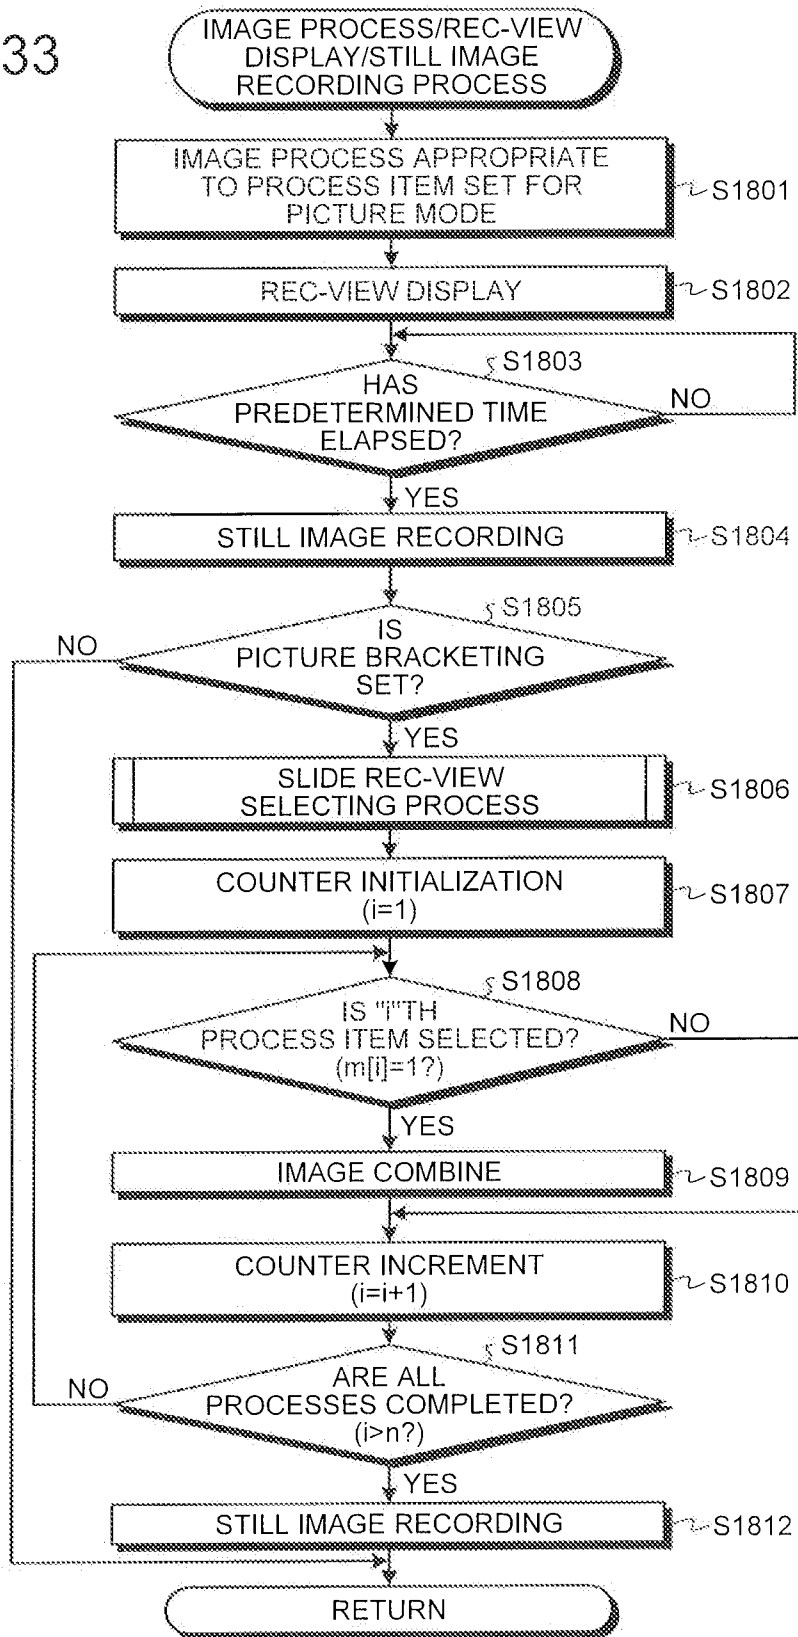 33
IMAGE PROCESS/REC-VIEW
DISPLAY/STILL IMAGE
RECORDING PROCESS
IMAGE PROCESS APPROPRIATE
TO PROCESS ITEM SET FOR
PICTURE MODE
S1801
REC-VIEW DISPLAY
S1802
S1803
HAS
PREDETERMINED TIME
ELAPSED?
NO
YES
STILL IMAGE RECORDING
S1804
S1805
IS
PICTURE BRACKETING
SET?
NO
YES
SLIDE REC-VIEW
SELECTING PROCESS
S1806
COUNTER INITIALIZATION
(i=1)
S1807
S1808
IS "i"TH
PROCESS ITEM SELECTED?
(m[i]=1?)
NO
YES
IMAGE COMBINE
S1809
COUNTER INCREMENT
(i=i+1)
S1810
S1811
ARE ALL
PROCESSES COMPLETED?
(i>n?)
NO
YES
STILL IMAGE RECORDING
S1812
RETURN